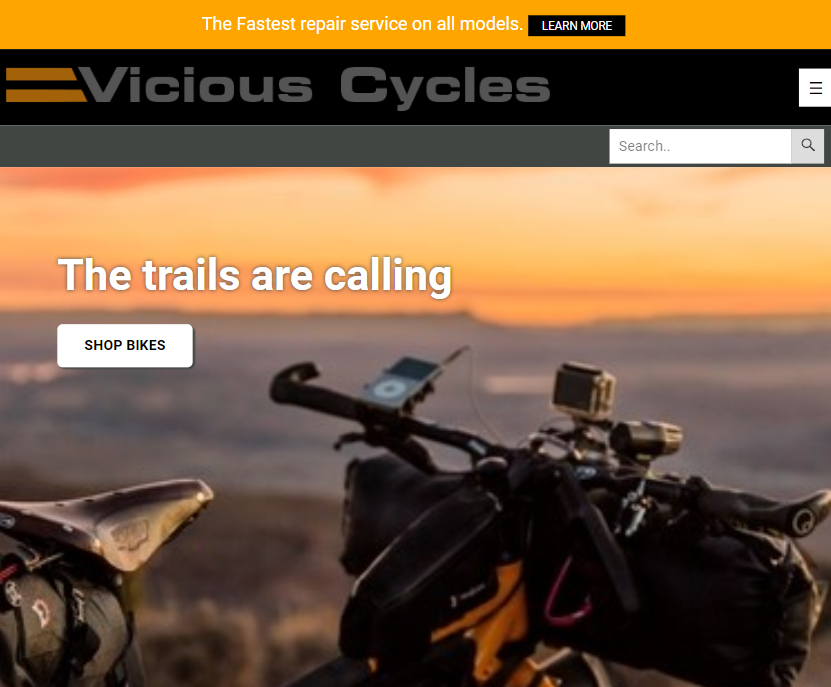 The Fastest repair service on all models. LEARN MORE
Vicious Cycles
Search..
The trails are calling
SHOP BIKES